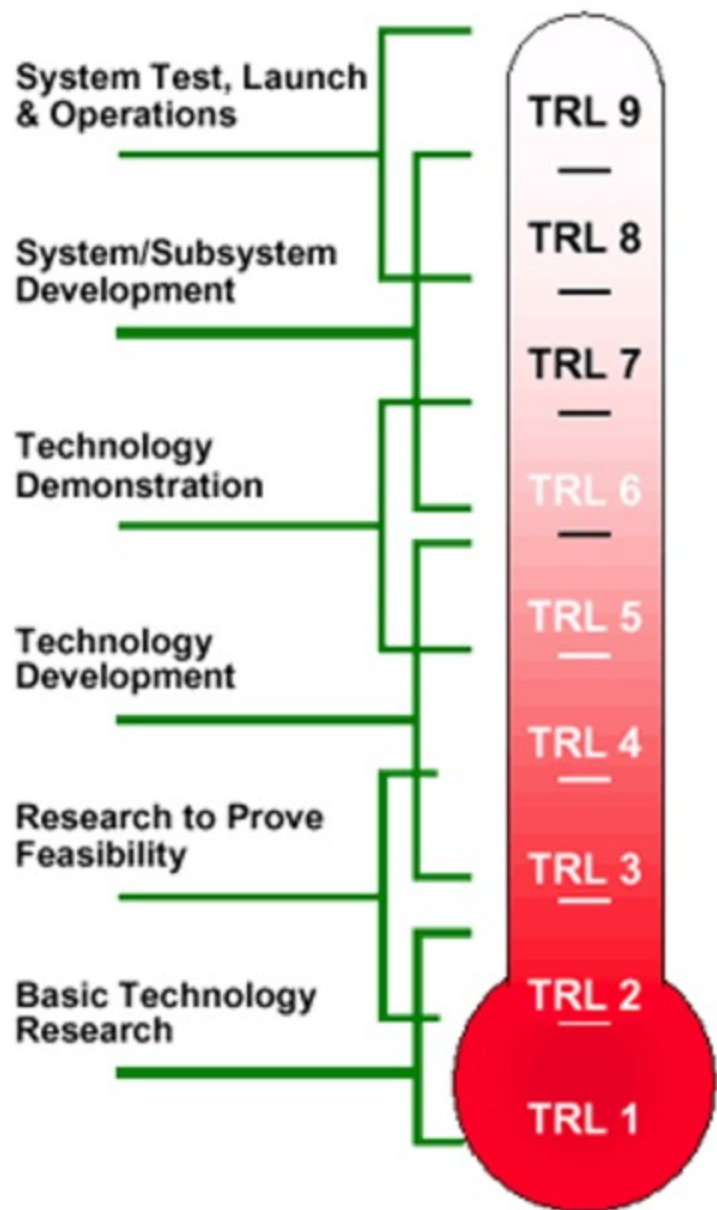 System Test, Launch
& Operations
System/Subsystem
Development
Technology
Demonstration
Technology
Development
Research to Prove
Feasibility
Basic Technology
Research
TRL 9
TRL 8
TRL 7
TRL 6
TRL 5
TRL 4
TRL 3
TRL 2
TRL 1